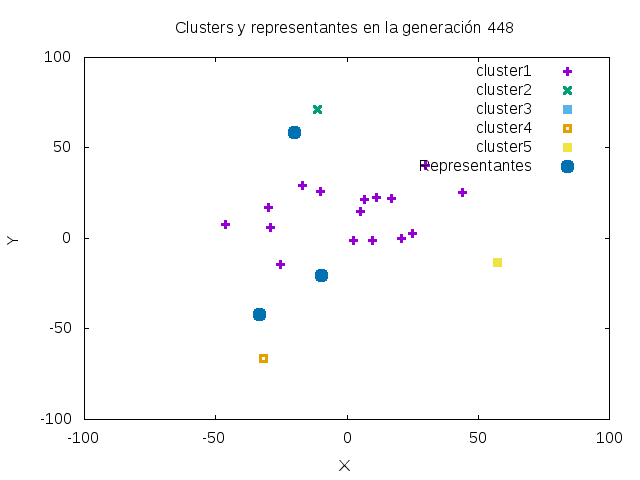 Clusters y representantes en la generación 448
100
50
0
-50
-100
-100
-50
0
50
100
Y
X
cluster1
cluster2
cluster3
cluster4
cluster5
Representantes